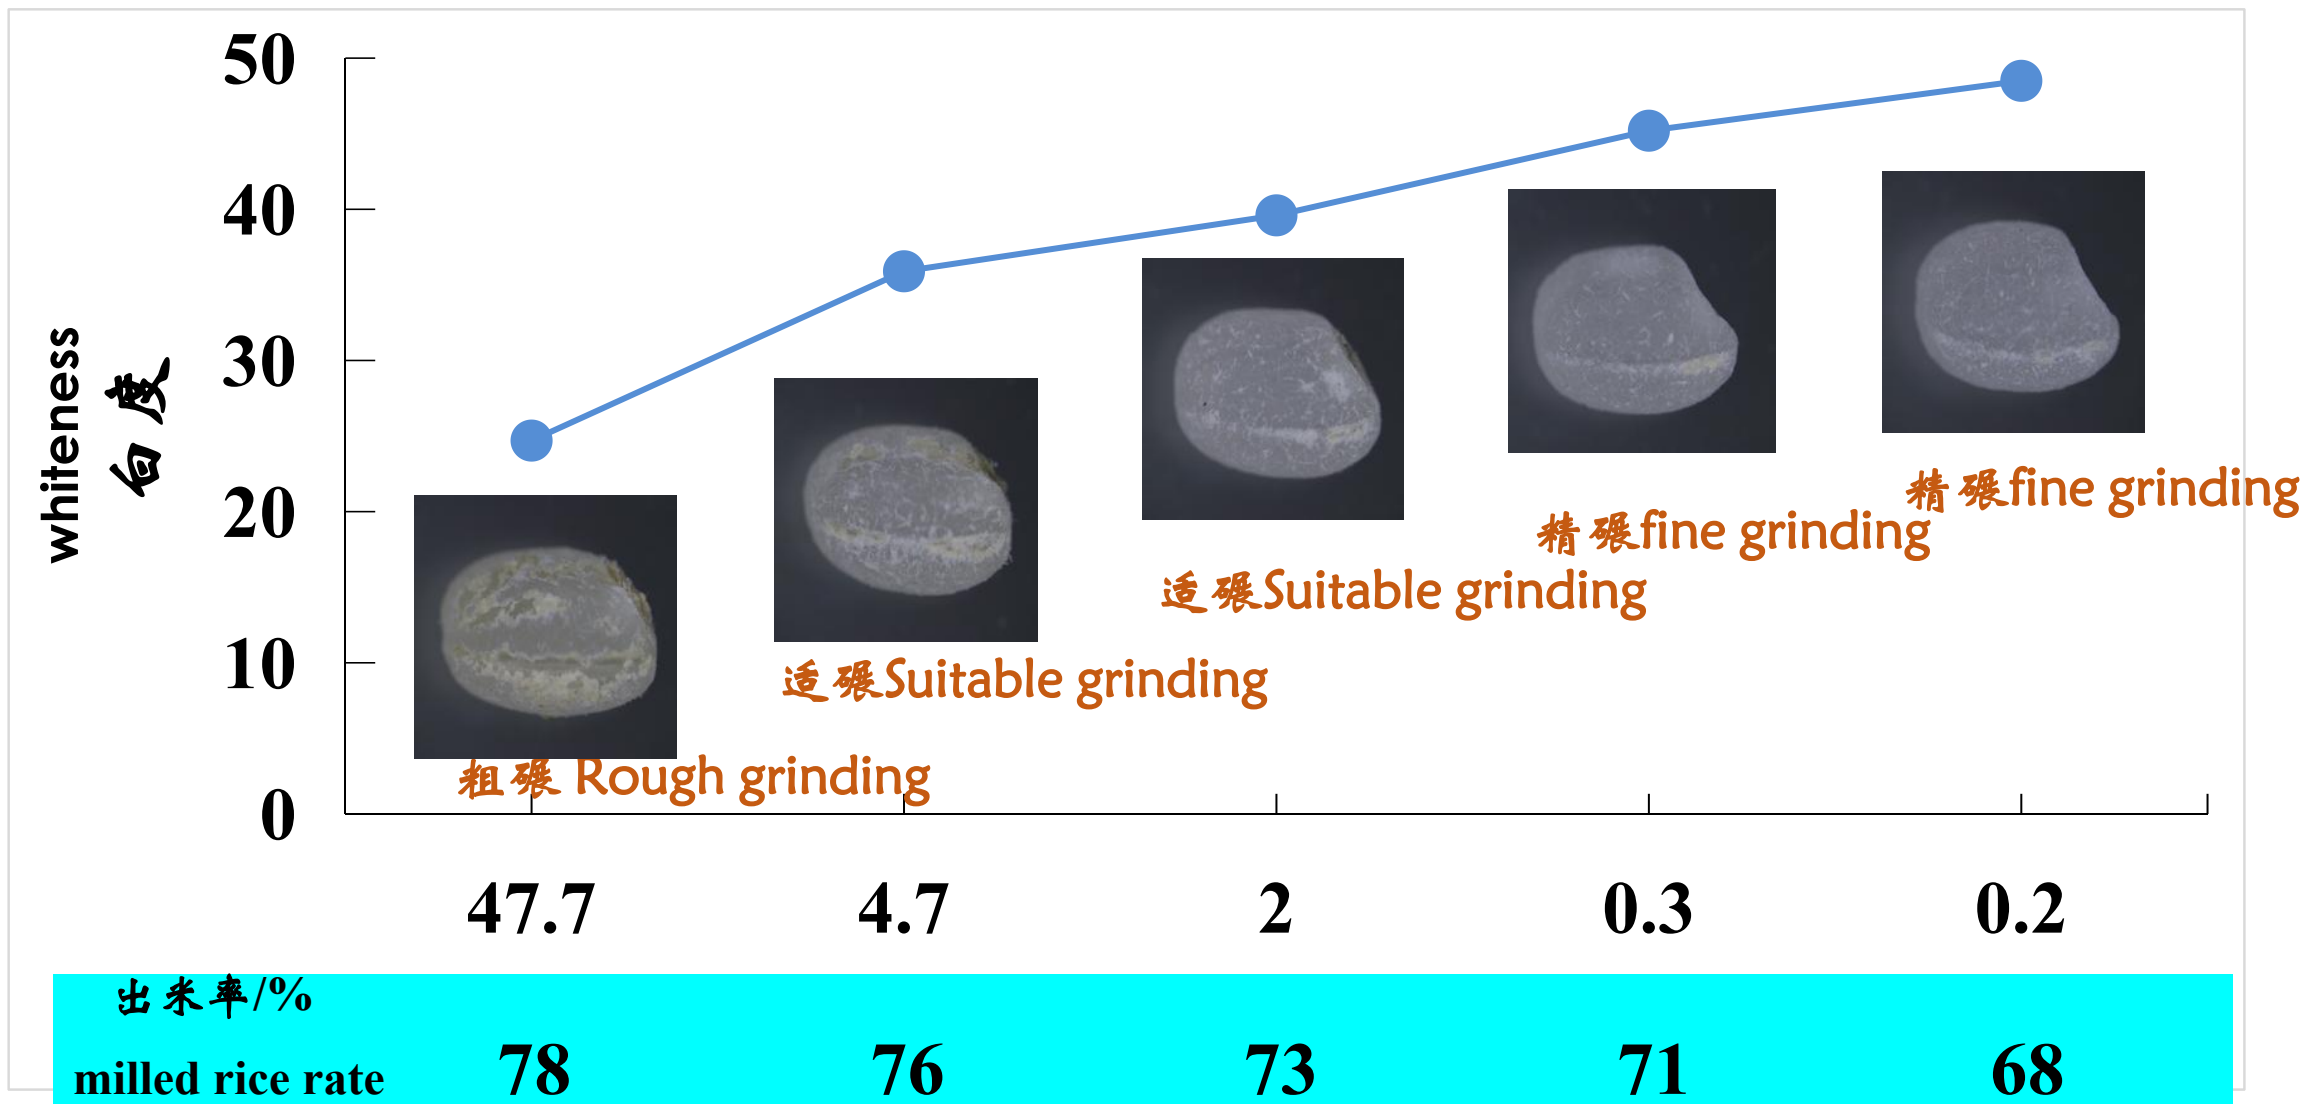 50
40
30
20
10
0
whiteness
白度
粗碾 Rough grinding
适碾Suitable grinding
适碾Suitable grinding
精碾fine grinding
精碾fine grinding
47.7 4.7 2 0.3 0.2
出米率/%
milled rice rate 78 76 73 71 68